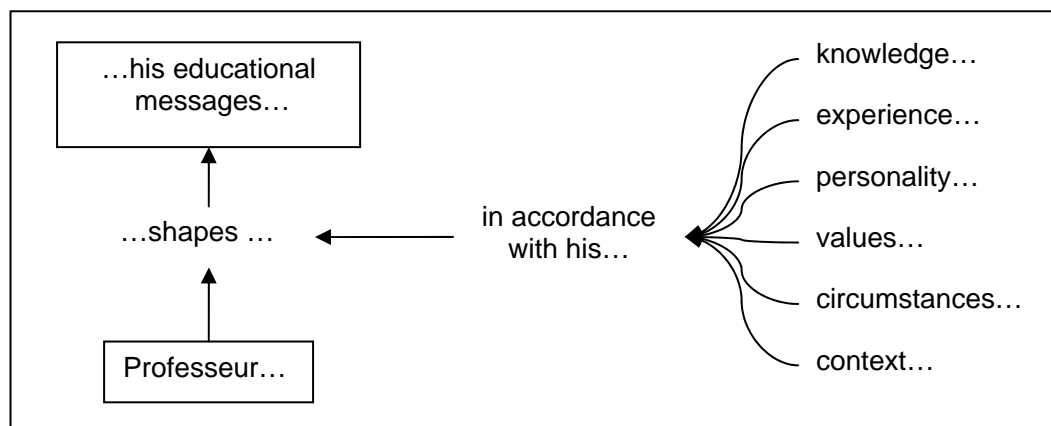 …his educational
messages…
…shapes …
Professeur…
in accordance
with his…
knowledge…
experience…
personality…
values…
circumstances…
context…